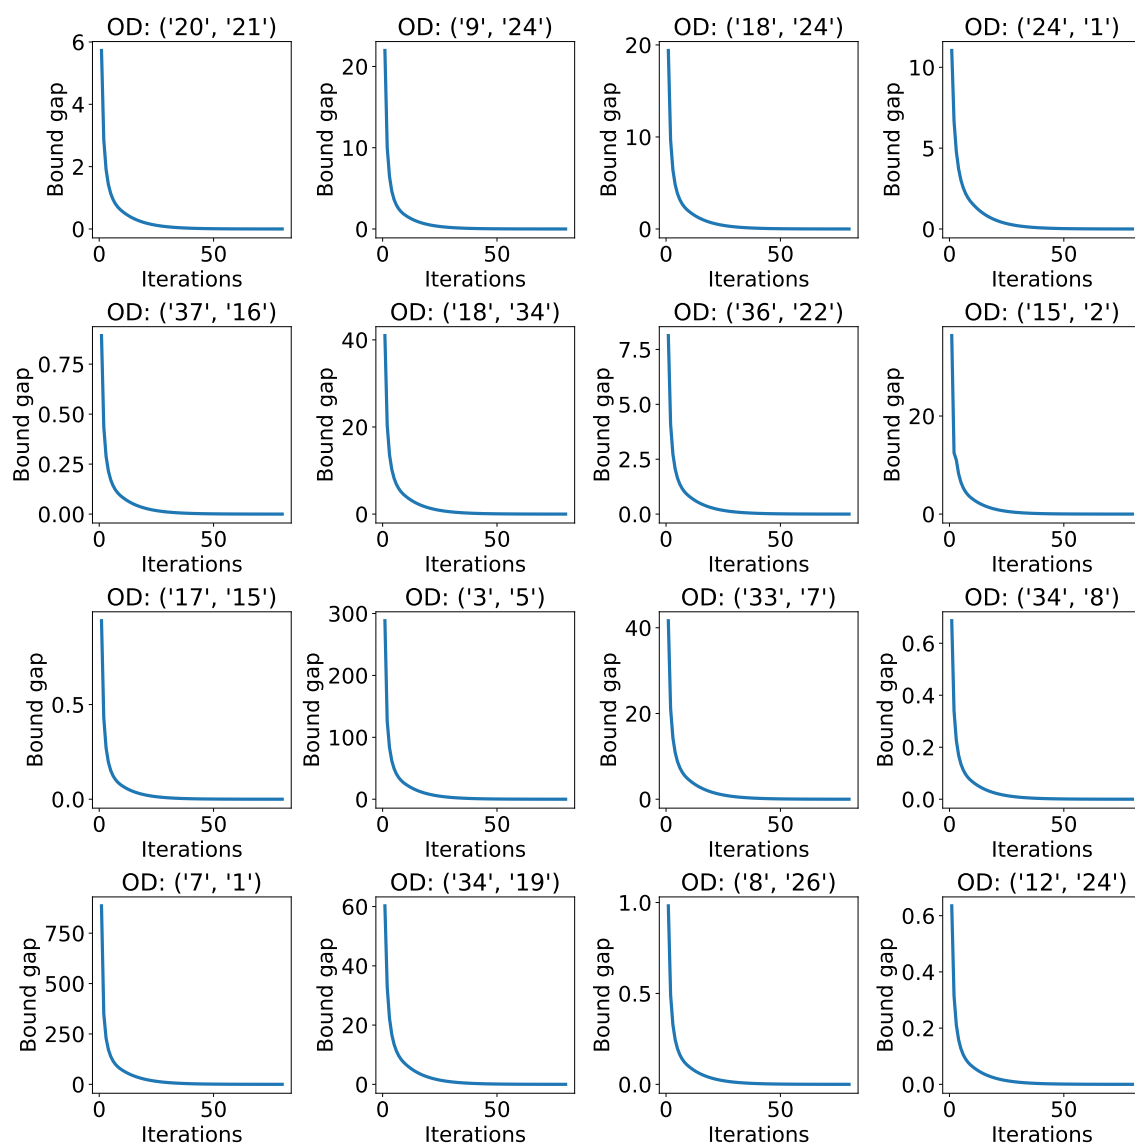 OD: ('20', '21')
6
4
2
0
Bound gap
0
50
Iterations
OD: ('9', '24')
20
10
0
Bound gap
0
50
Iterations
OD: ('18', '24')
20
10
0
Bound gap
0
50
Iterations
OD: ('24', '1')
10
5
0
Bound gap
0
50
Iterations
OD: ('37', '16')
0.75
0.50
0.25
0.00
Bound gap
0
50
Iterations
OD: ('18', '34')
40
20
0
Bound gap
0
50
Iterations
OD: ('36', '22')
7.5
5.0
2.5
0.0
Bound gap
0
50
Iterations
OD: ('15', '2')
20
0
Bound gap
0
50
Iterations
OD: ('17', '15')
0.5
0.0
Bound gap
0
50
Iterations
OD: ('3', '5')
300
200
100
0
Bound gap
0
50
Iterations
OD: ('33', '7')
40
20
0
Bound gap
0
50
Iterations
OD: ('34', '8')
0.6
0.4
0.2
0.0
Bound gap
0
50
Iterations
OD: ('7', '1')
750
500
250
0
Bound gap
0
50
Iterations
OD: ('34', '19')
60
40
20
0
Bound gap
0
50
Iterations
OD: ('8', '26')
1.0
0.5
0.0
Bound gap
0
50
Iterations
OD: ('12', '24')
0.6
0.4
0.2
0.0
Bound gap
0
50
Iterations